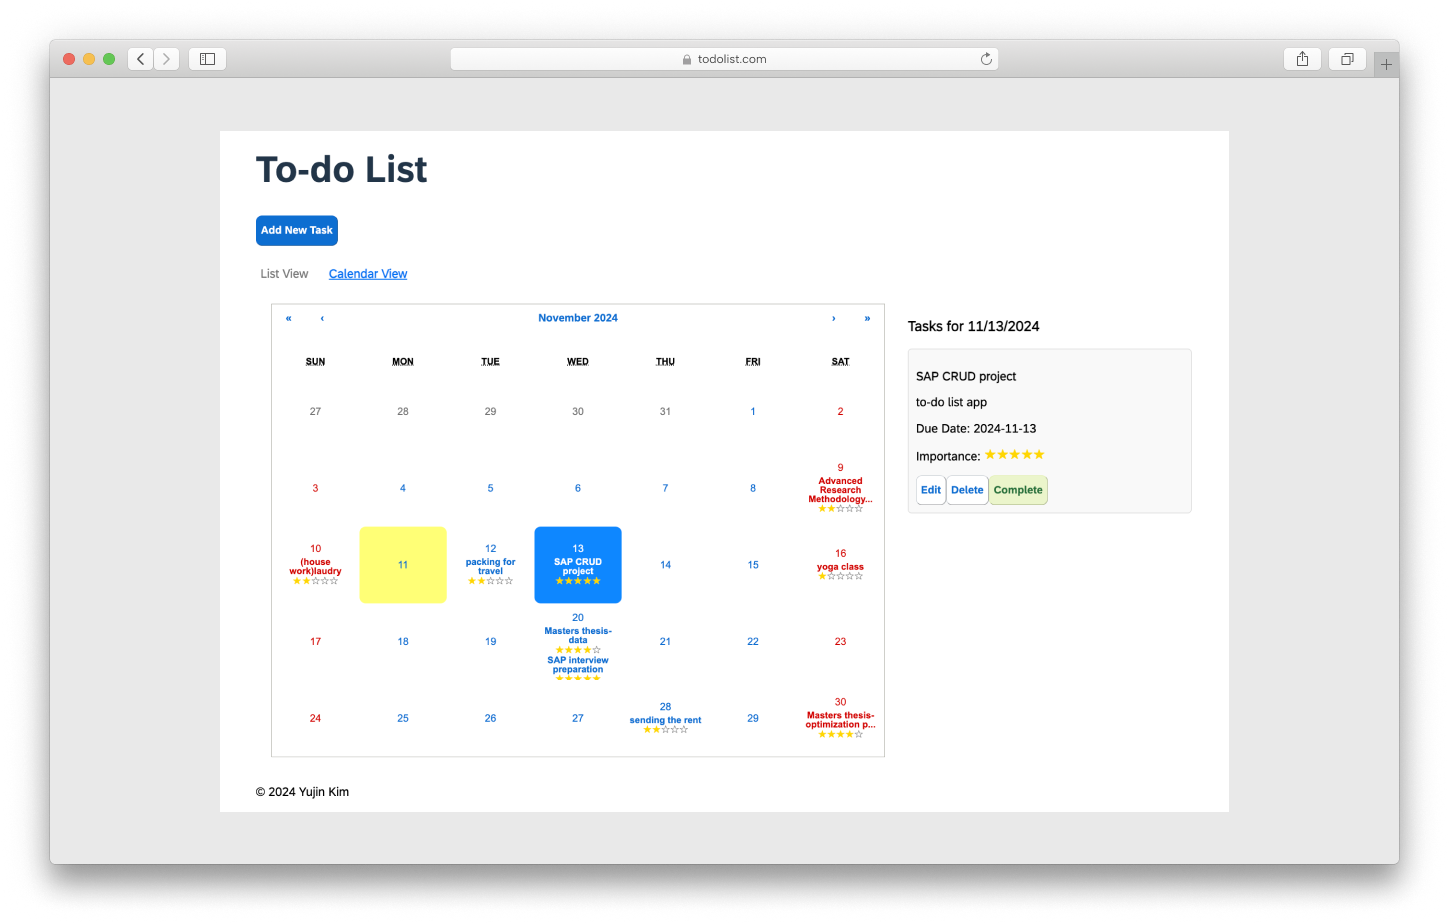 todolist.com
To-do List
Add New Task
List View Calendar View
« ‹ November 2024 › »
SUN MON TUE WED THU FRI SAT
27 28 29 30 31 1 2
3 4 5 6 7 8 9
Advanced
Research
Methodology...
★★☆☆☆
10 11 12 13 14 15 16
(house
work)laudry
★★☆☆☆
packing for
travel
★★☆☆☆
SAP CRUD
project
★★★★★
yoga class
★☆☆☆☆
17 18 19 20 21 22 23
Masters thesis-
data
★★★★☆
SAP interview
preparation
★★★★★
24 25 26 27 28 29 30
sending the rent
★★☆☆☆
Masters thesis-
optimization p...
★★★★☆
Tasks for 11/13/2024
SAP CRUD project
to-do list app
Due Date: 2024-11-13
Importance: ★★★★★
Edit Delete Complete
© 2024 Yujin Kim